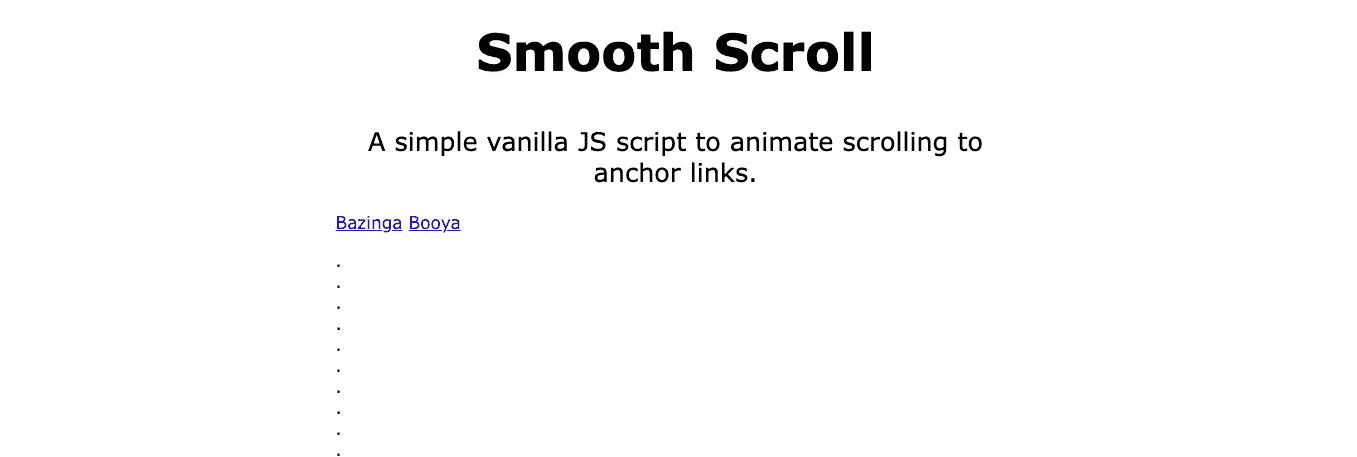 Smooth Scroll
A simple vanilla JS script to animate scrolling to
anchor links.
Bazinga Booya
.
.
.
.
.
.
.
.
.
.